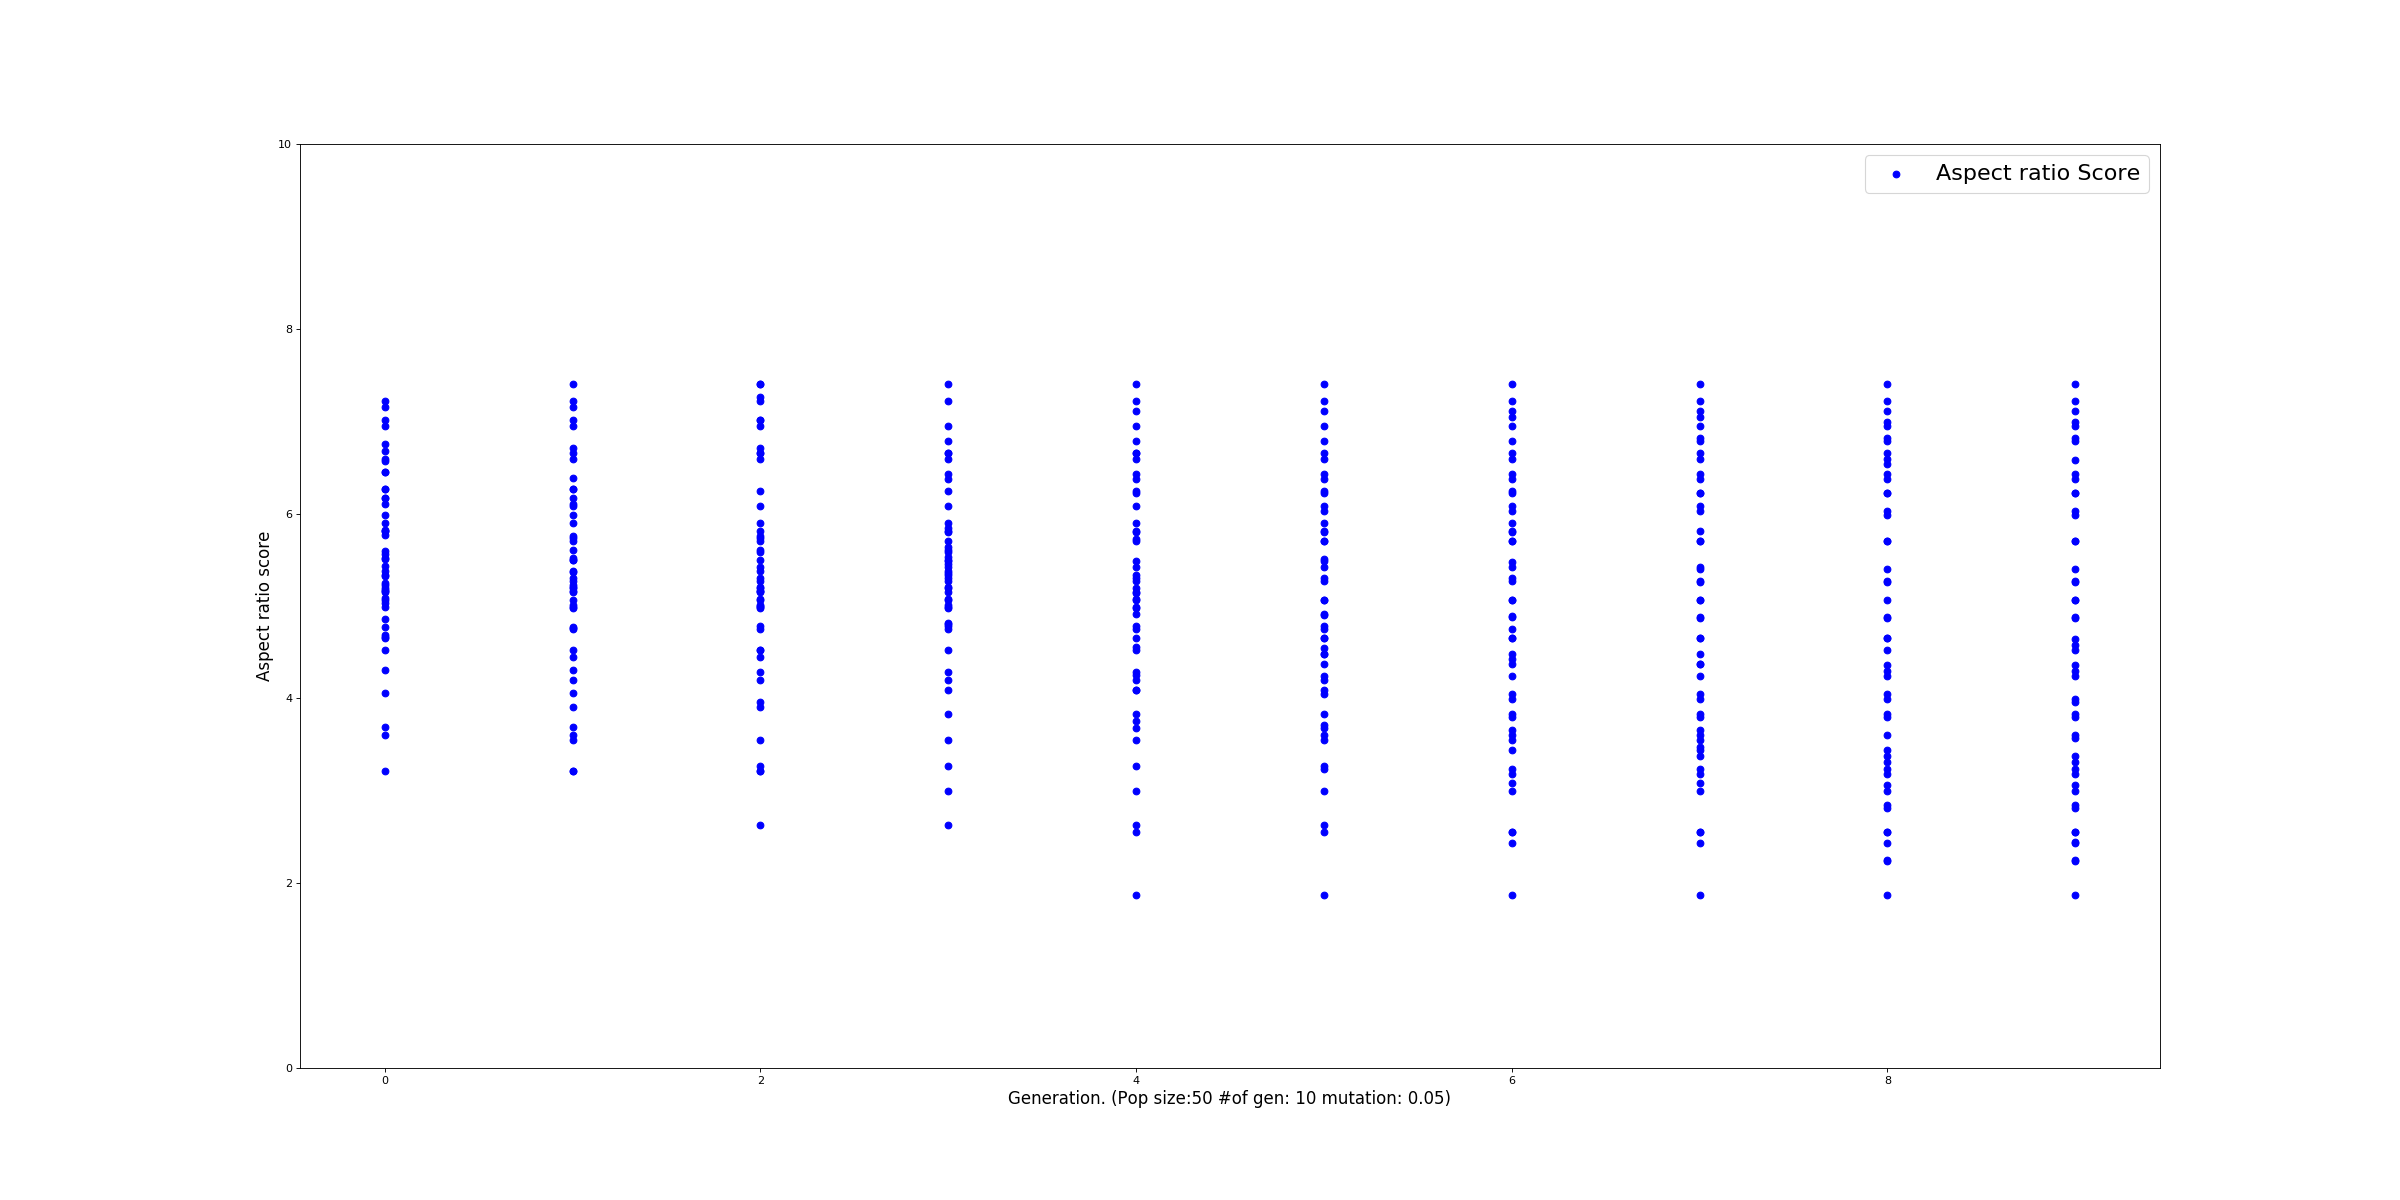 10
Aspect ratio Score
8
6
Aspect ratio score
4
2
0
0 2 4 6 8
Generation. (Pop size:50 #of gen: 10 mutation: 0.05)